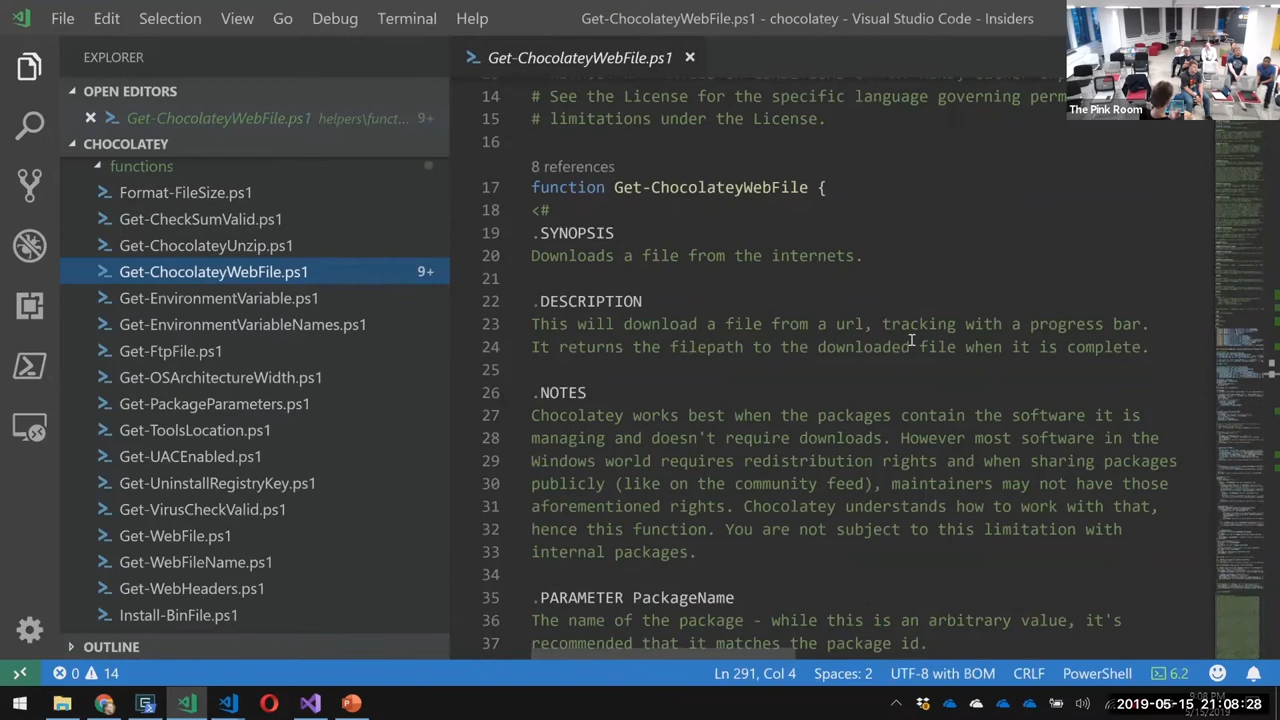 File Edit Selection View Go Debug Terminal Help Get-ChocolateyWebFile.ps1 - chocolatey - Visual Studio Code - Insiders
The Pink Room
EXPLORER
OPEN EDITORS
Get-ChocolateyWebFile.ps1 helpers\funct... 9+
CHOCOLATEY
functions
Format-FileSize.ps1
Get-CheckSumValid.ps1
Get-ChocolateyUnzip.ps1
Get-ChocolateyWebFile.ps1 9+
Get-EnvironmentVariable.ps1
Get-EnvironmentVariableNames.ps1
Get-FtpFile.ps1
Get-OSArchitectureWidth.ps1
Get-PackageParameters.ps1
Get-ToolsLocation.ps1
Get-UACEnabled.ps1
Get-UninstallRegistryKey.ps1
Get-VirusCheckValid.ps1
Get-WebFile.ps1
Get-WebFileName.ps1
Get-WebHeaders.ps1
Install-BinFile.ps1
OUTLINE
Get-ChocolateyWebFile.ps1
14 # See the License for the specific language governing perm
15 # limitations under the License.
16
8 references
17 function Get-ChocolateyWebFile {
18 <#
19 .SYNOPSIS
20 Downloads a file from the internets.
21
22 .DESCRIPTION
23 This will download a file from a url, tracking with a progress bar.
24 It returns the filepath to the downloaded file when it is complete.
25
26 .NOTES
27 Chocolatey works best when the packages contain the software it is
28 managing and doesn't require downloads. However most software in the
29 Windows world requires redistribution rights and when sharing packages
30 publicly (like on the community feed), maintainers may not have those
31 aforementioned rights. Chocolatey understands how to work with that,
32 hence this function. You are not subject to this limitation with
33 internal packages.
34
35 .PARAMETER PackageName
36 The name of the package - while this is an arbitrary value, it's
37 recommended that it matches the package id.
0 14 Ln 291, Col 4 Spaces: 2 UTF-8 with BOM CRLF PowerShell 6.2
2019-05-15 21:08:28